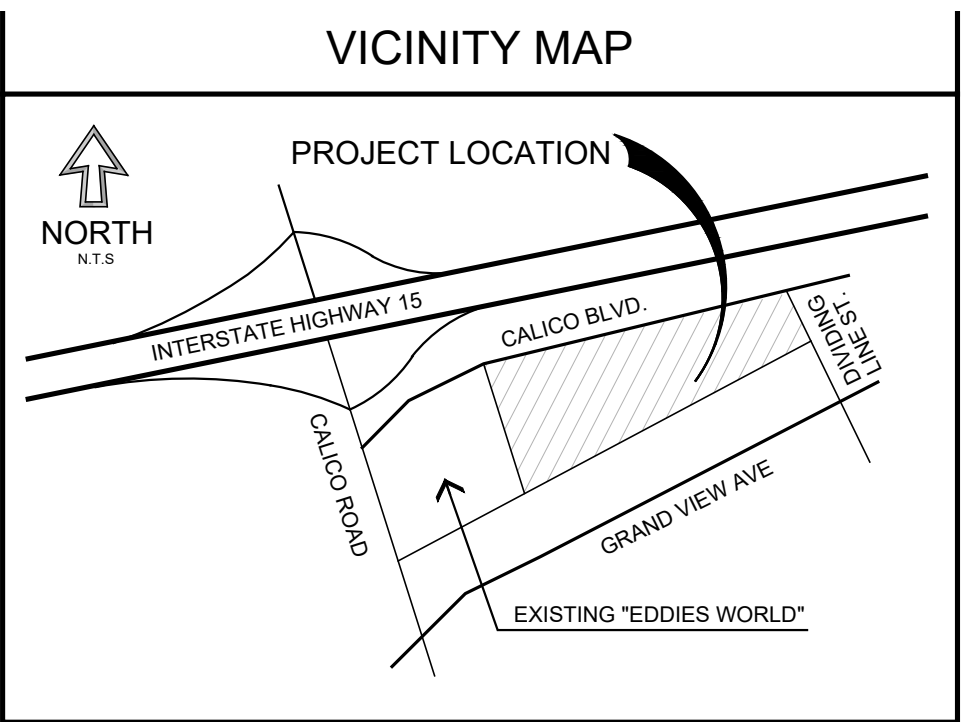 VICINITY MAP
PROJECT LOCATION
NORTH
N.T.S
INTERSTATE HIGHWAY 15
CALICO BLVD.
DIVIDING
LINE ST.
CALICO ROAD
GRAND VIEW AVE
EXISTING "EDDIES WORLD"